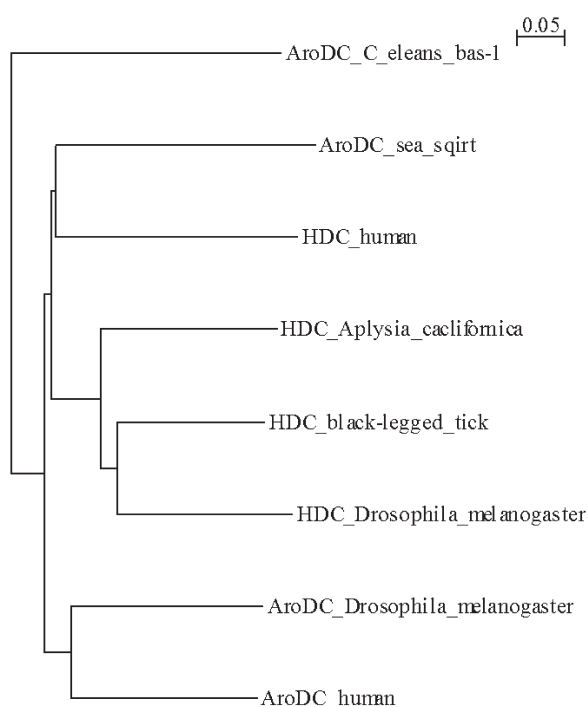 0.05
AroDC_C_eleans_bas-1
AroDC_sea_sqirt
HDC_human
HDC_Aplysia_caclifornica
HDC_black-legged_tick
HDC_Drosophila_melanogaster
AroDC_Drosophila_melanogaster
AroDC_human